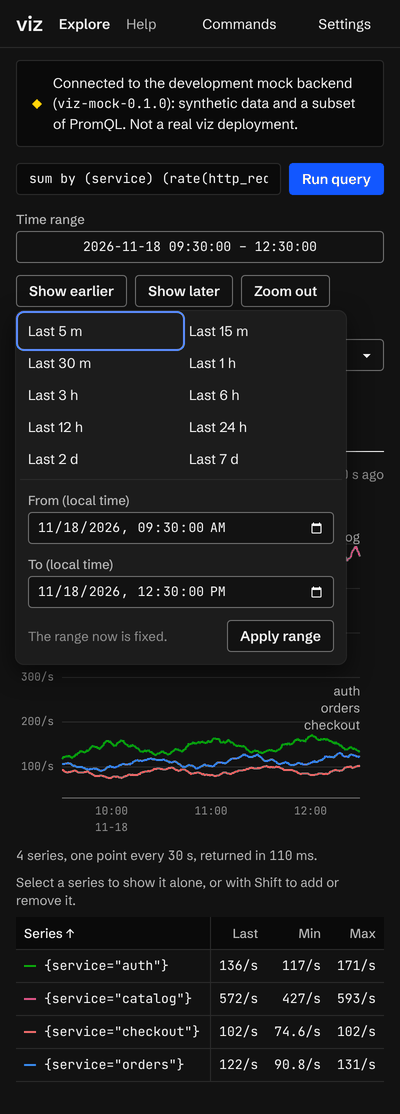 viz Explore Help Commands Settings
Connected to the development mock backend
(viz-mock-0.1.0): synthetic data and a subset
of PromQL. Not a real viz deployment.
sum by (service) (rate(http_rec
Run query
Time range
2026-11-18 09:30:00 – 12:30:00
Show earlier Show later Zoom out
Last 5 m Last 15 m
Last 30 m Last 1 h
Last 3 h Last 6 h
Last 12 h Last 24 h
Last 2 d Last 7 d
s ago
From (local time)
11/18/2026, 09:30:00 AM
og
To (local time)
11/18/2026, 12:30:00 PM
The range now is fixed. Apply range
300/s
auth
orders
200/s
checkout
100/s
10:00 11:00 12:00
11-18
4 series, one point every 30 s, returned in 110 ms.
Select a series to show it alone, or with Shift to add or
remove it.
Series ↑ Last Min Max
{service="auth"} 136/s 117/s 171/s
{service="catalog"} 572/s 427/s 593/s
{service="checkout"} 102/s 74.6/s 102/s
{service="orders"} 122/s 90.8/s 131/s